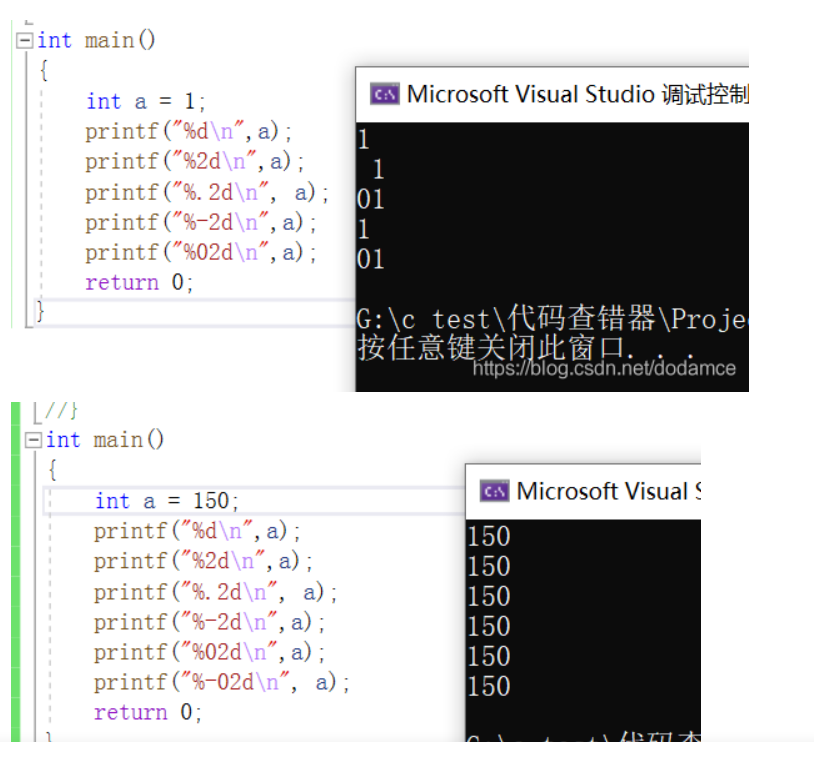 int main()
{
int a = 1;
printf("%d\n",a);
printf("%2d\n",a);
printf("%.2d\n", a);
printf("%-2d\n",a);
printf("%02d\n",a);
return 0;
}
Microsoft Visual Studio 调试控制
1
1
01
1
01
G:\c test\代码查错器\Proje
按任意键关闭此窗口. . .
https://blog.csdn.net/dodamce
//}
int main()
{
int a = 150;
printf("%d\n",a);
printf("%2d\n",a);
printf("%.2d\n", a);
printf("%-2d\n",a);
printf("%02d\n",a);
printf("%-02d\n", a);
return 0;
Microsoft Visual S
150
150
150
150
150
150